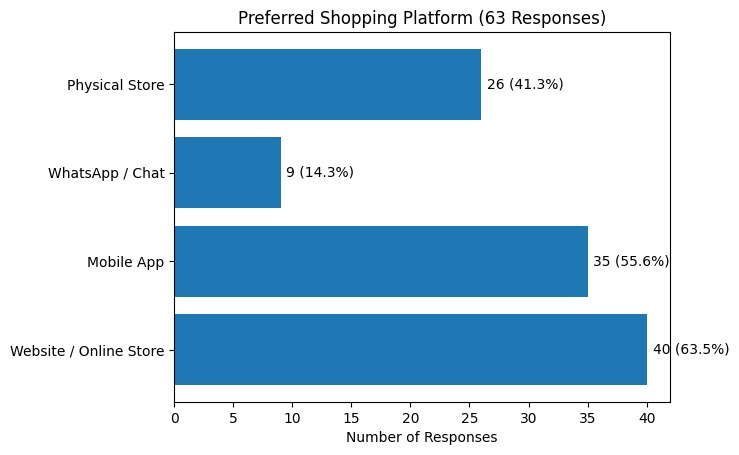 Preferred Shopping Platform (63 Responses)
Physical Store
26 (41.3%)
WhatsApp / Chat
9 (14.3%)
Mobile App
35 (55.6%)
Website / Online Store
40 (63.5%)
0 5 10 15 20 25 30 35 40
Number of Responses